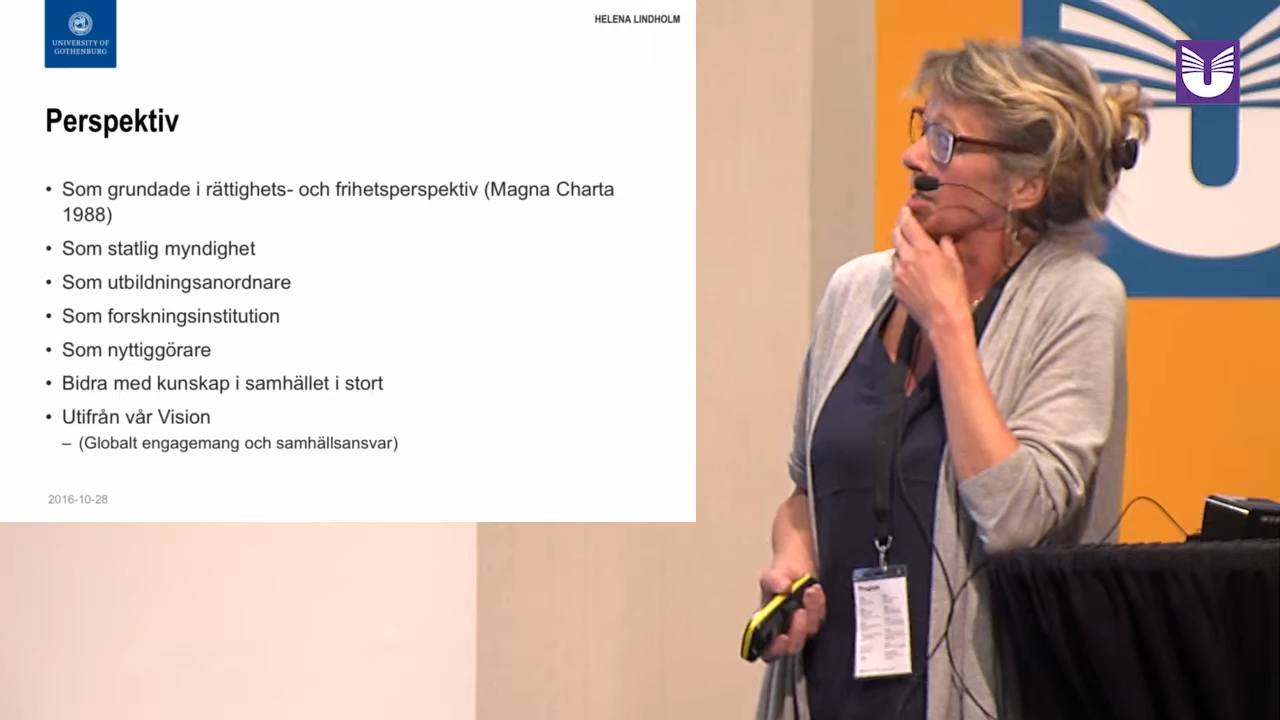 UNIVERSITY OF
GOTHENBURG
HELENA LINDHOLM
Perspektiv
• Som grundade i rättighets- och frihetsperspektiv (Magna Charta
1988)
• Som statlig myndighet
• Som utbildningsanordnare
• Som forskningsinstitution
• Som nyttiggörare
• Bidra med kunskap i samhället i stort
• Utifrån vår Vision
– (Globalt engagemang och samhällsansvar)
2016-10-28
Program